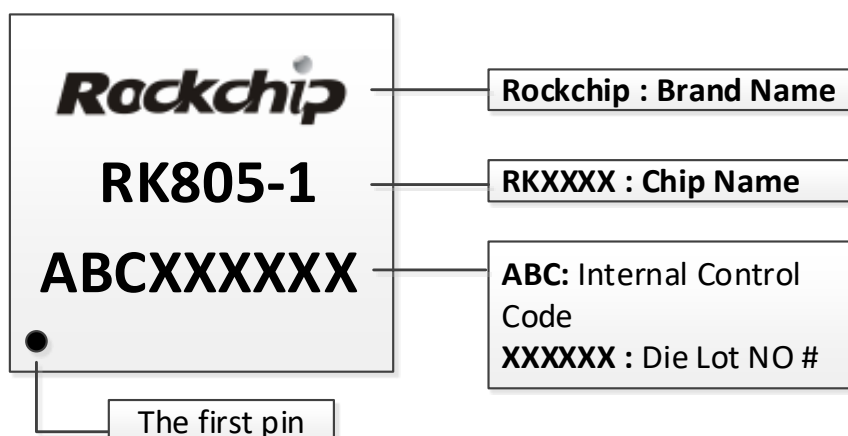 Rockchip
RK805-1
ABCXXXXXX
Rockchip : Brand Name
RKXXXX : Chip Name
ABC: Internal Control
Code
XXXXXX : Die Lot NO #
The first pin